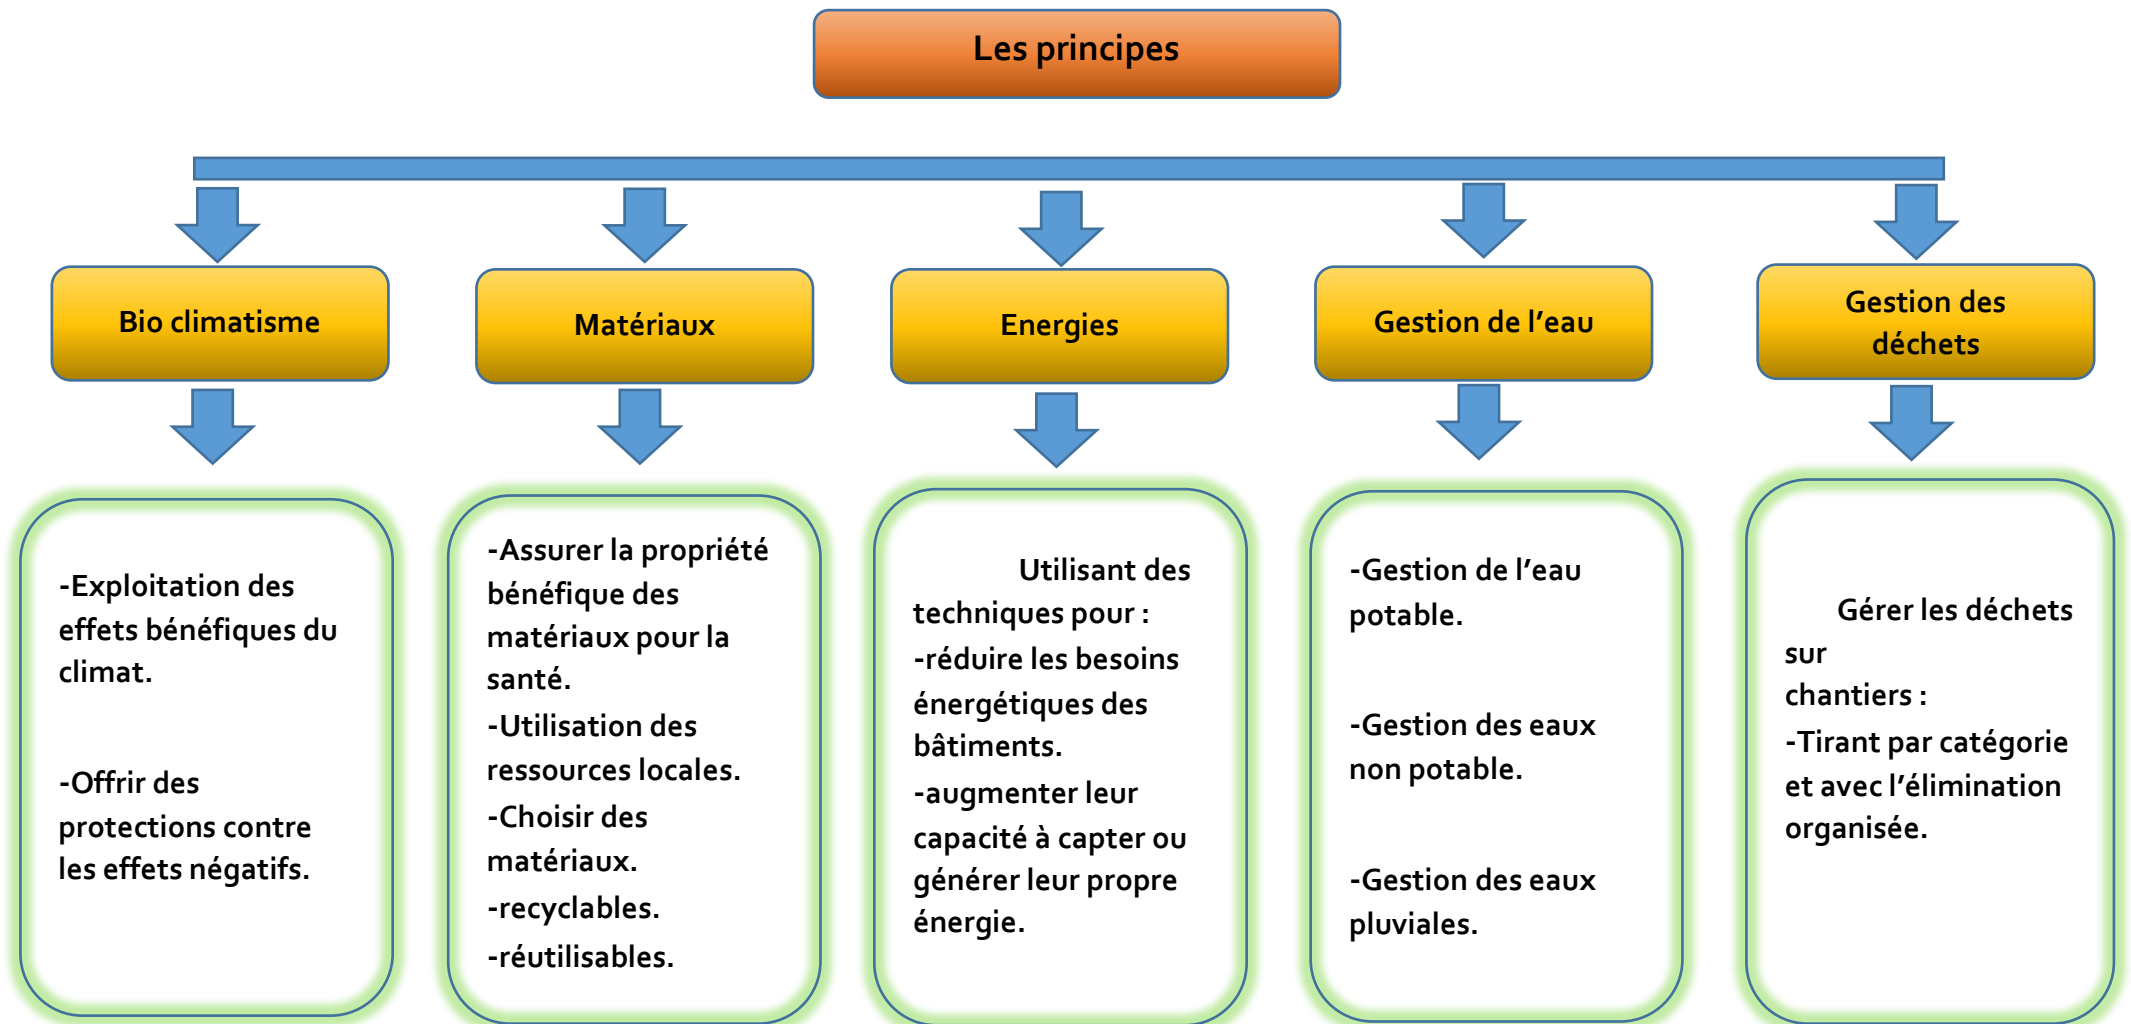 Les principes
Bio climatisme
Matériaux
Energies
Gestion de l’eau
Gestion des
déchets
-Exploitation des
effets bénéfiques du
climat.
-Offrir des
protections contre
les effets négatifs.
-Assurer la propriété
bénéfique des
matériaux pour la
santé.
-Utilisation des
ressources locales.
-Choisir des
matériaux.
-recyclables.
-réutilisables.
Utilisant des
techniques pour :
-réduire les besoins
énergétiques des
bâtiments.
-augmenter leur
capacité à capter ou
générer leur propre
énergie.
-Gestion de l’eau
potable.
-Gestion des eaux
non potable.
-Gestion des eaux
pluviales.
Gérer les déchets
sur
chantiers :
-Tirant par catégorie
et avec l’élimination
organisée.